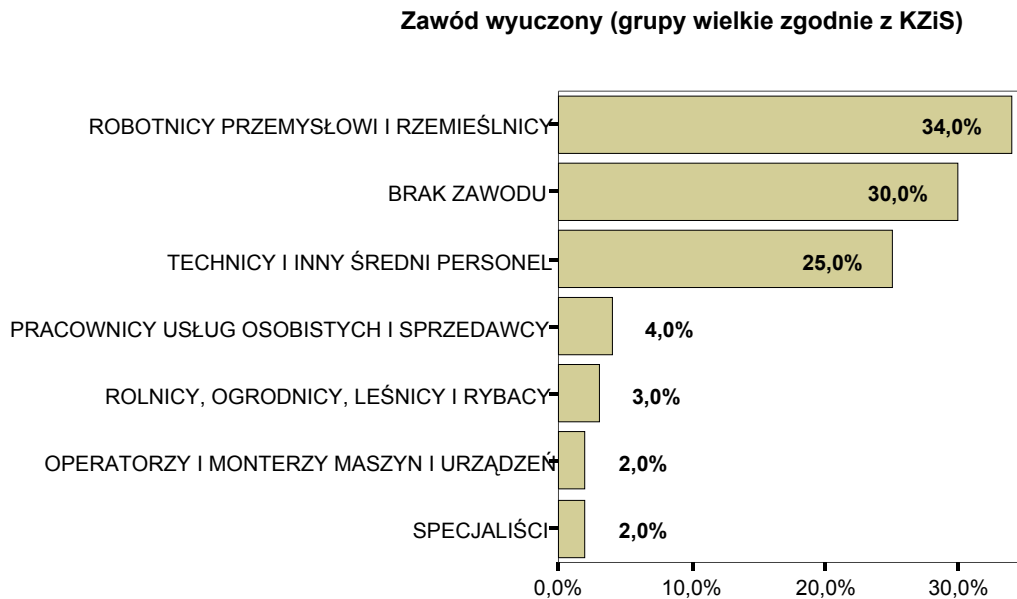 Zawód wyuczony (grupy wielkie zgodnie z KZiS)
ROBOTNICY PRZEMYSŁOWI I RZEMIEŚLNICY 34,0%
BRAK ZAWODU 30,0%
TECHNICY I INNY ŚREDNI PERSONEL 25,0%
PRACOWNICY USŁUG OSOBISTYCH I SPRZEDAWCY 4,0%
ROLNICY, OGRODNICY, LEŚNICY I RYBACY 3,0%
OPERATORZY I MONTERZY MASZYN I URZĄDZEŃ 2,0%
SPECJALIŚCI 2,0%
0,0% 10,0% 20,0% 30,0%